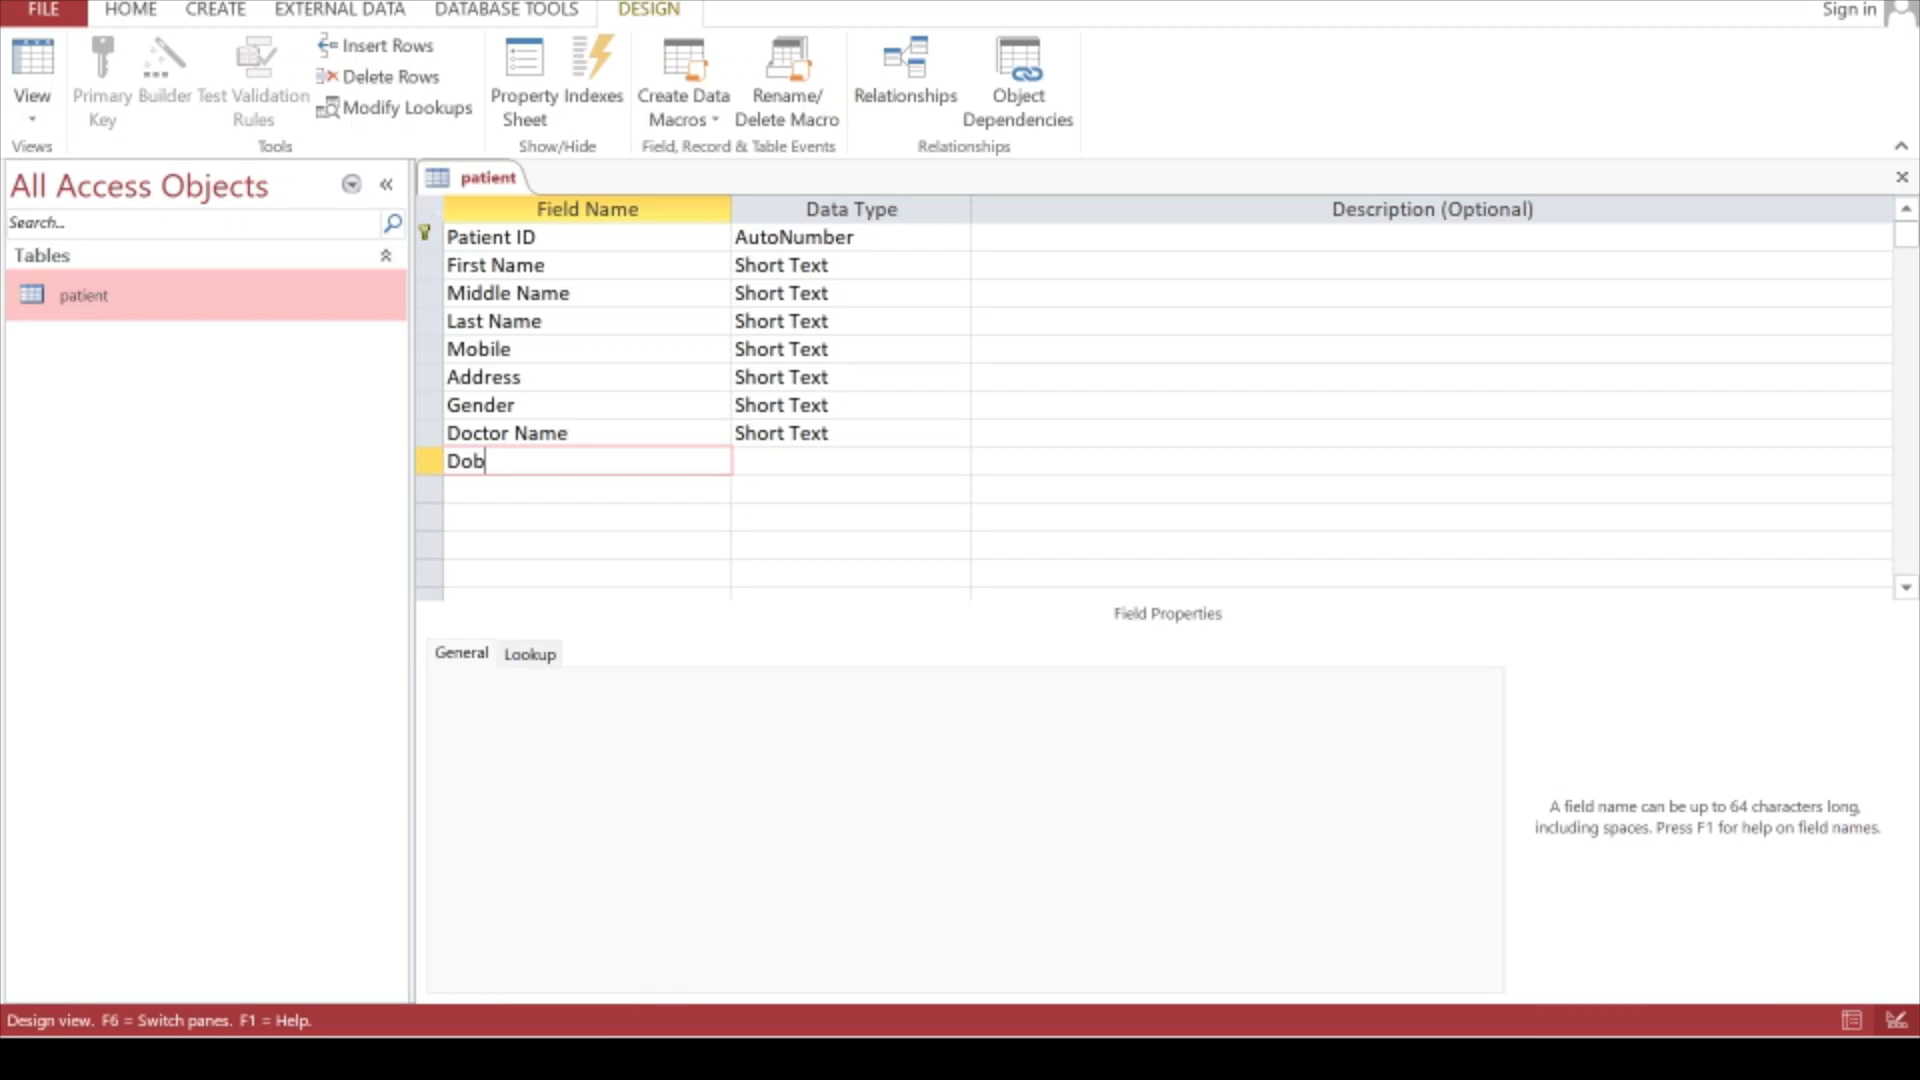 FILE HOME CREATE EXTERNAL DATA DATABASE TOOLS DESIGN Sign in
View
Views
Primary Key
Builder
Test Validation Rules
Insert Rows
Delete Rows
Modify Lookups
Tools
Property Sheet
Indexes
Show/Hide
Create Data Macros
Rename/ Delete Macro
Field, Record & Table Events
Relationships
Object Dependencies
Relationships
All Access Objects
Search...
Tables
patient
patient
Field Name Data Type Description (Optional)
Patient ID AutoNumber
First Name Short Text
Middle Name Short Text
Last Name Short Text
Mobile Short Text
Address Short Text
Gender Short Text
Doctor Name Short Text
Dob
Field Properties
General Lookup
A field name can be up to 64 characters long,
including spaces. Press F1 for help on field names.
Design view. F6 = Switch panes. F1 = Help.